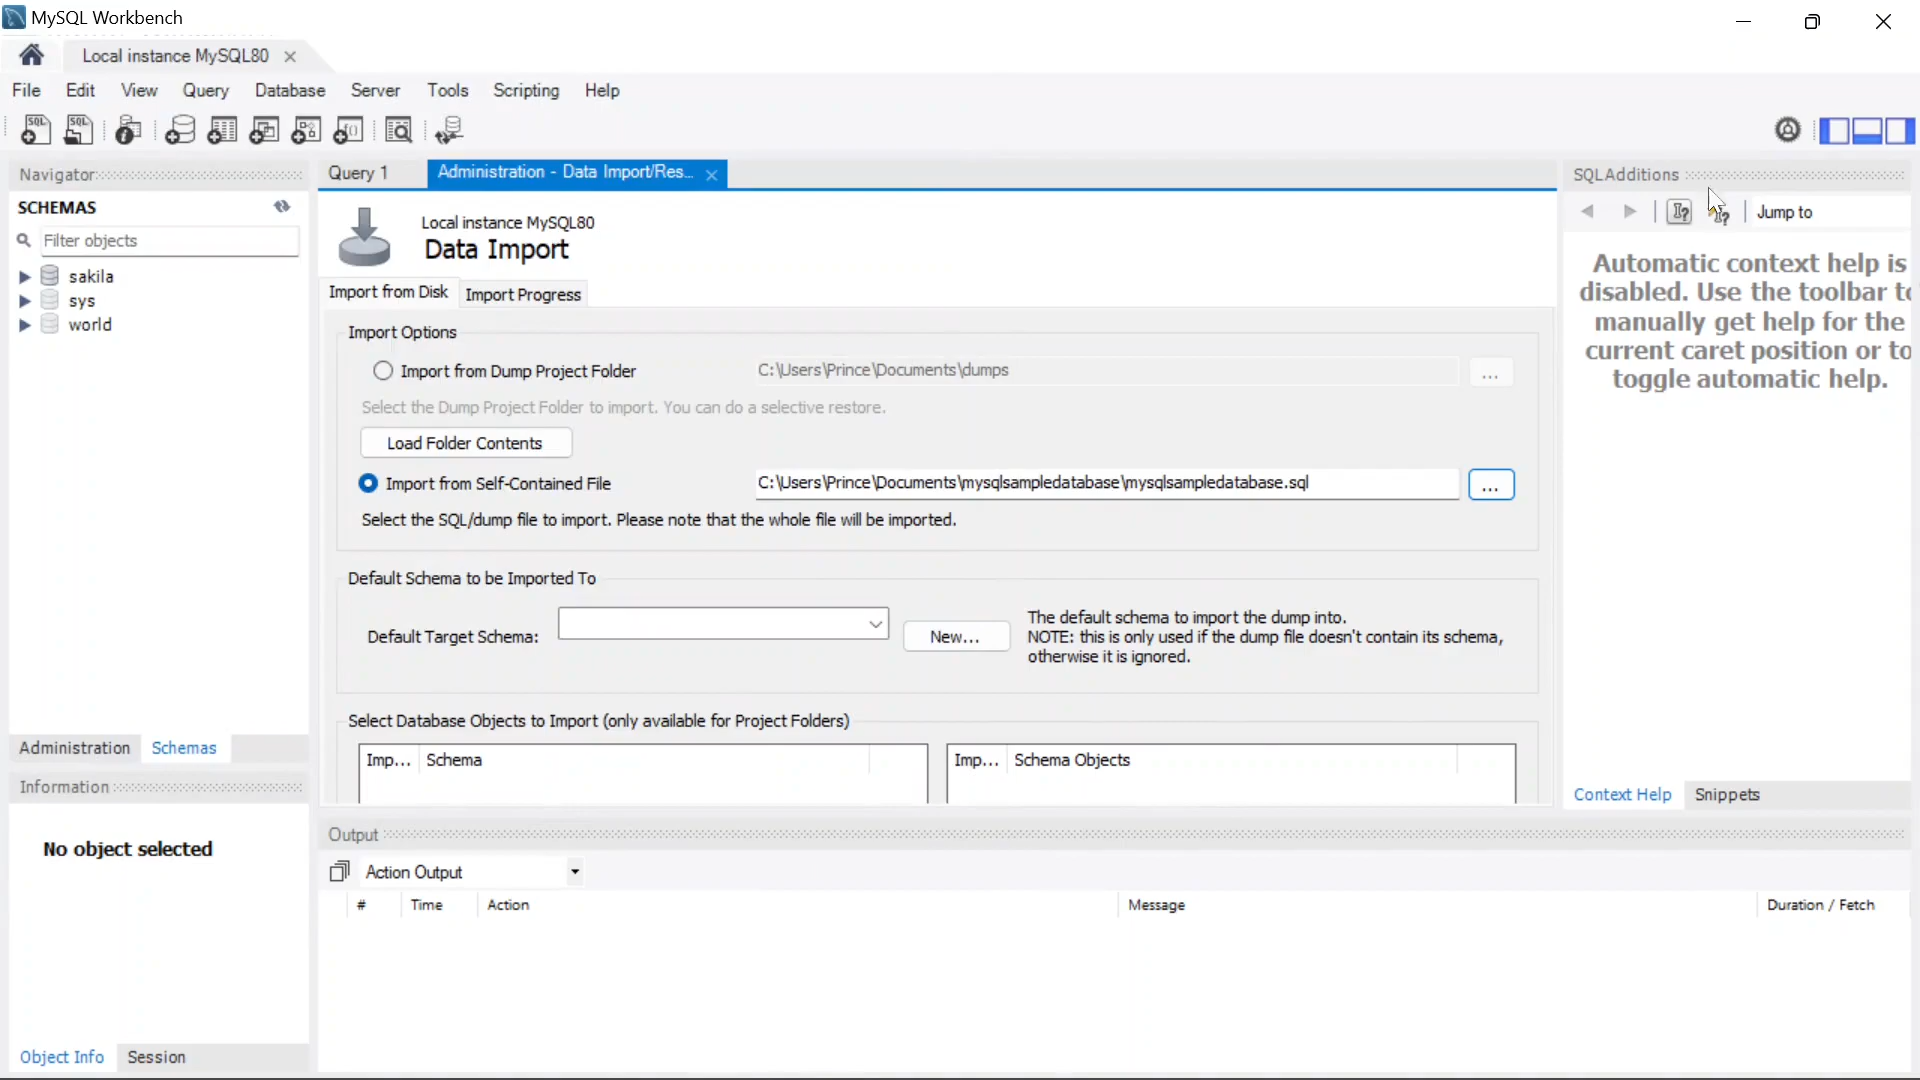 MySQL Workbench
Local instance MySQL80
File Edit View Query Database Server Tools Scripting Help
Navigator
SCHEMAS
Filter objects
sakila
sys
world
Administration Schemas
Information
No object selected
Object Info Session
Query 1 Administration - Data Import/Res...
Local instance MySQL80
Data Import
Import from Disk Import Progress
Import Options
Import from Dump Project Folder C:\Users\Prince\Documents\dumps ...
Select the Dump Project Folder to import. You can do a selective restore.
Load Folder Contents
Import from Self-Contained File C:\Users\Prince\Documents\mysqlsampledatabase\mysqlsampledatabase.sql ...
Select the SQL/dump file to import. Please note that the whole file will be imported.
Default Schema to be Imported To
Default Target Schema: New...
The default schema to import the dump into.
NOTE: this is only used if the dump file doesn't contain its schema,
otherwise it is ignored.
Select Database Objects to Import (only available for Project Folders)
Imp... Schema
Imp... Schema Objects
SQLAdditions
Jump to
Automatic context help is
disabled. Use the toolbar to
manually get help for the
current caret position or to
toggle automatic help.
Context Help Snippets
Output
Action Output
# Time Action Message Duration / Fetch